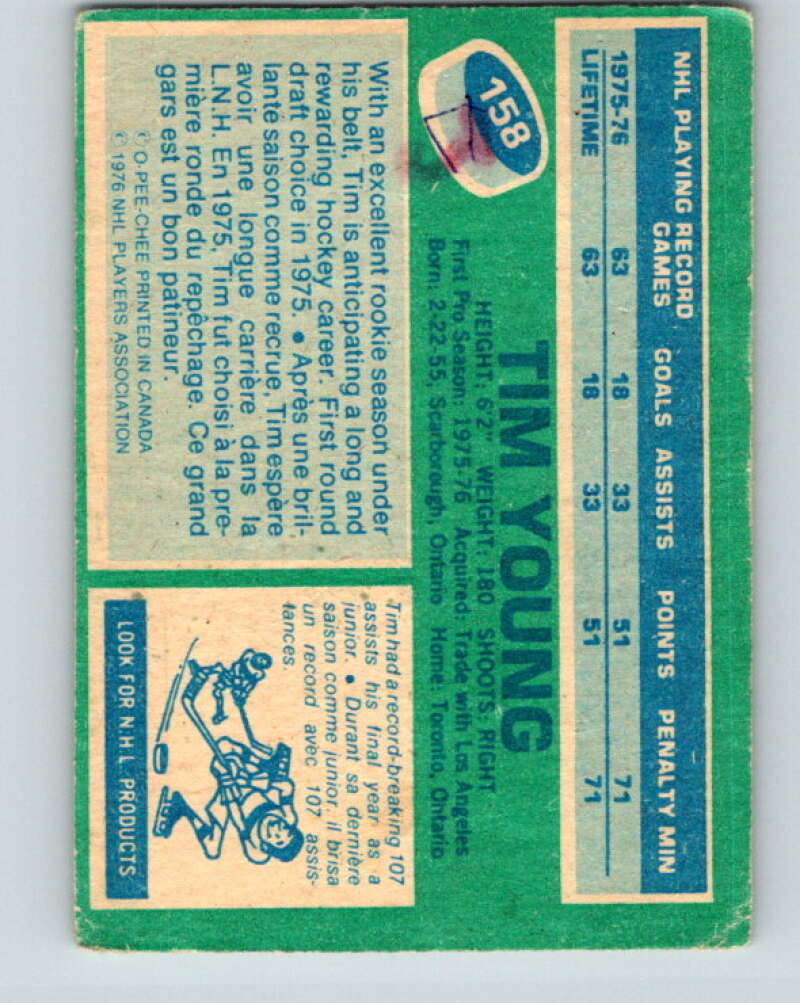 158
NHL PLAYING RECORD
GAMES GOALS ASSISTS POINTS PENALTY MIN
1975-76 63 18 33 51 71
LIFETIME 63 18 33 51 71
TIM YOUNG
HEIGHT: 6'2" WEIGHT: 180 SHOOTS: RIGHT
First Pro Season: 1975-76 Acquired: Trade with Los Angeles
Born: 2-22-55, Scarborough, Ontario Home: Toronto, Ontario
With an excellent rookie season under
his belt, Tim is anticipating a long and
rewarding hockey career. First round
draft choice in 1975. • Après une bril-
lante saison comme recrue, Tim espère
avoir une longue carrière dans la
L.N.H. En 1975, Tim fut choisi à la pre-
mière ronde du repêchage. Ce grand
gars est un bon patineur.
© O-PEE-CHEE PRINTED IN CANADA
© 1976 NHL PLAYERS ASSOCIATION
Tim had a record-breaking 107
assists his final year as a
junior. • Durant sa dernière
saison comme junior, il brisa
un record avec 107 assis-
tances.
LOOK FOR N.H.L. PRODUCTS